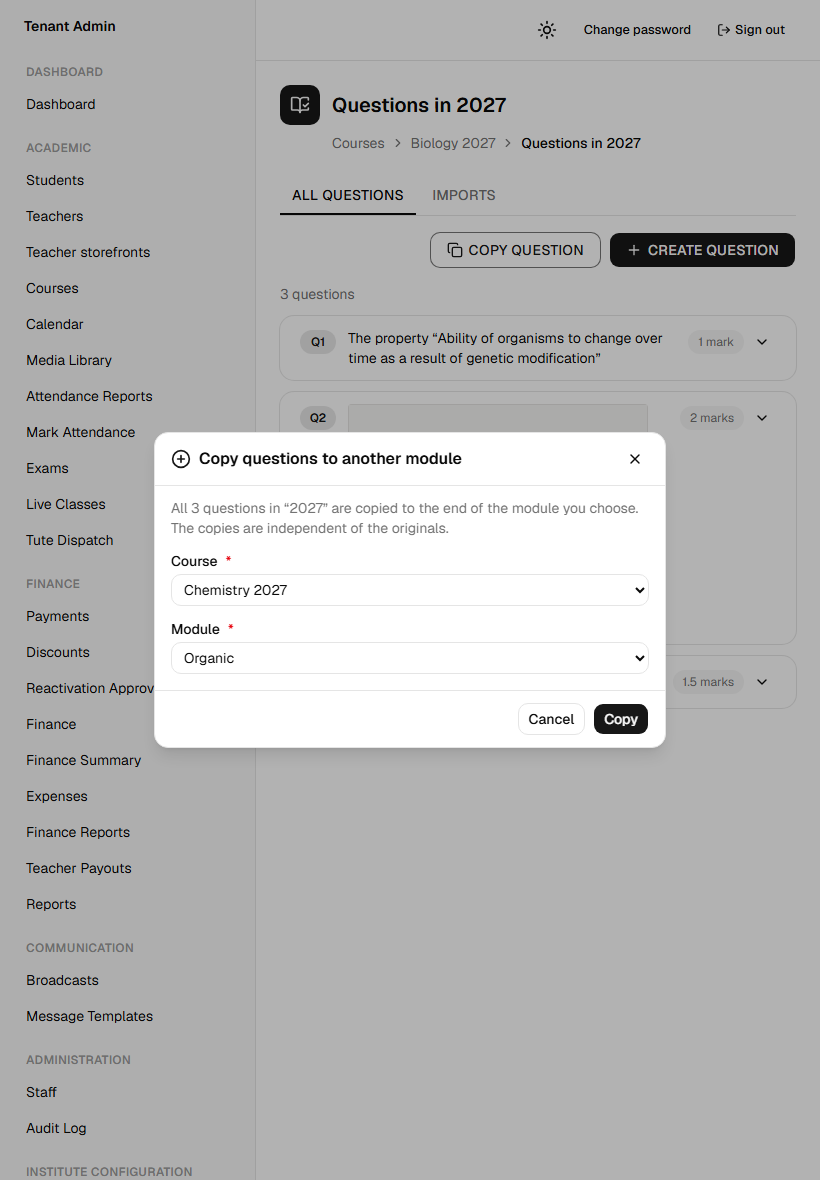 Tenant Admin
Change password
Sign out
DASHBOARD
Dashboard
ACADEMIC
Students
Teachers
Teacher storefronts
Courses
Calendar
Media Library
Attendance Reports
Mark Attendance
Exams
Live Classes
Tute Dispatch
FINANCE
Payments
Discounts
Reactivation Approv
Finance
Finance Summary
Expenses
Finance Reports
Teacher Payouts
Reports
COMMUNICATION
Broadcasts
Message Templates
ADMINISTRATION
Staff
Audit Log
INSTITUTE CONFIGURATION
Questions in 2027
Courses > Biology 2027 > Questions in 2027
ALL QUESTIONS IMPORTS
COPY QUESTION + CREATE QUESTION
3 questions
Q1 The property “Ability of organisms to change over 1 mark
time as a result of genetic modification”
Q2 2 marks
1.5 marks
Copy questions to another module
All 3 questions in “2027” are copied to the end of the module you choose.
The copies are independent of the originals.
Course *
Chemistry 2027
Module *
Organic
Cancel Copy